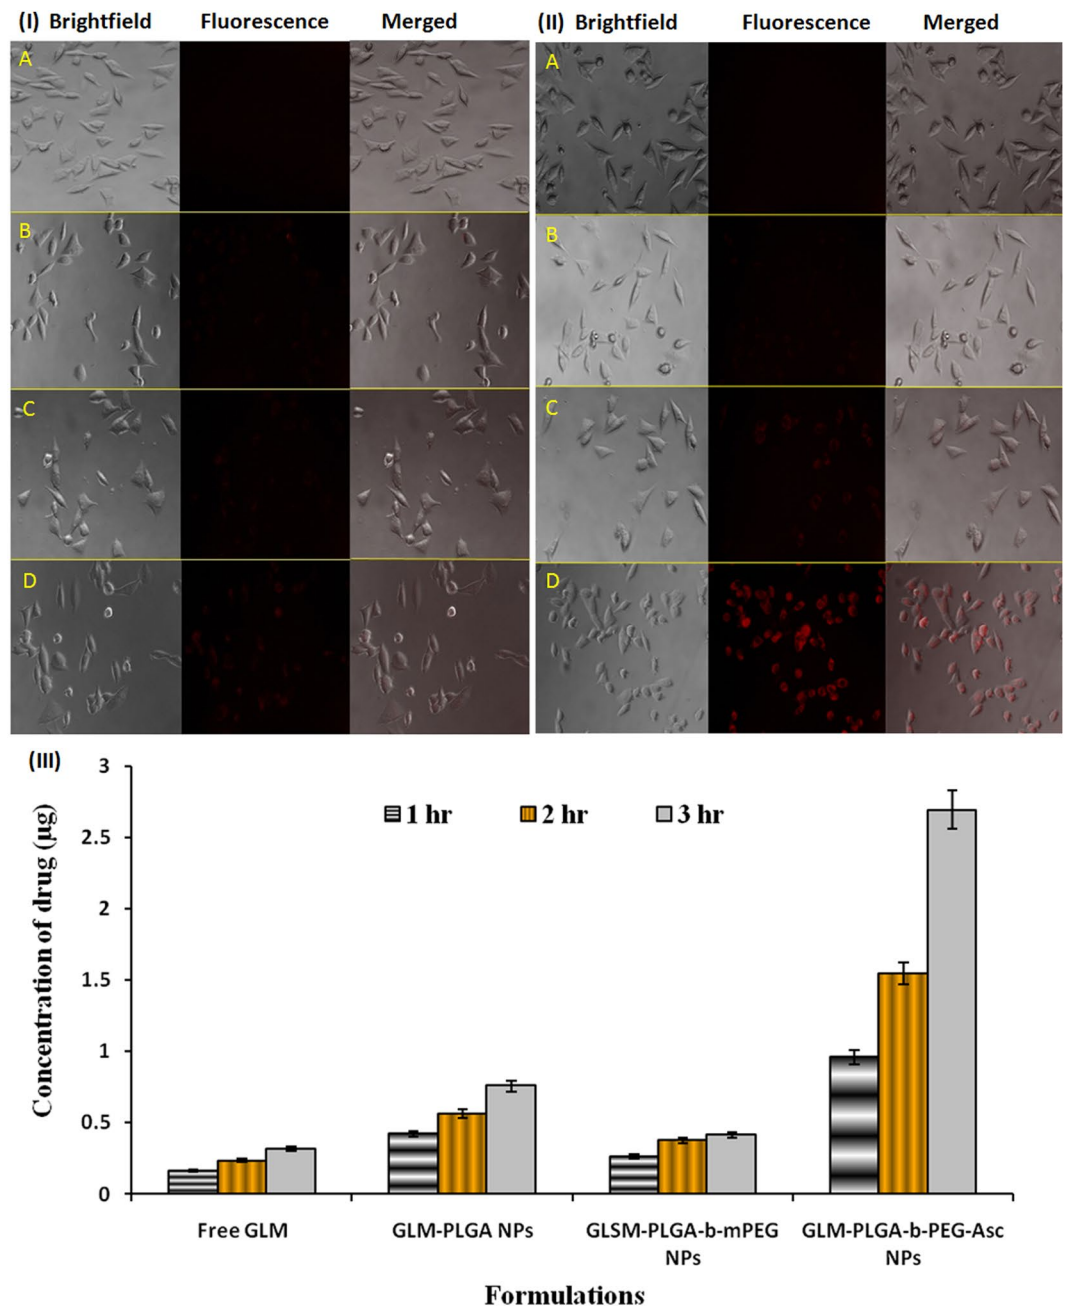 (I) Brightfield Fluorescence Merged (II) Brightfield Fluorescence Merged
A A
B B
C C
D D
(III)
3
2.5
2
1.5
1
0.5
0
Concentration of drug (µg)
1 hr 2 hr 3 hr
Free GLM GLM-PLGA NPs GLSM-PLGA-b-mPEG GLM-PLGA-b-PEG-Asc
NPs NPs
Formulations